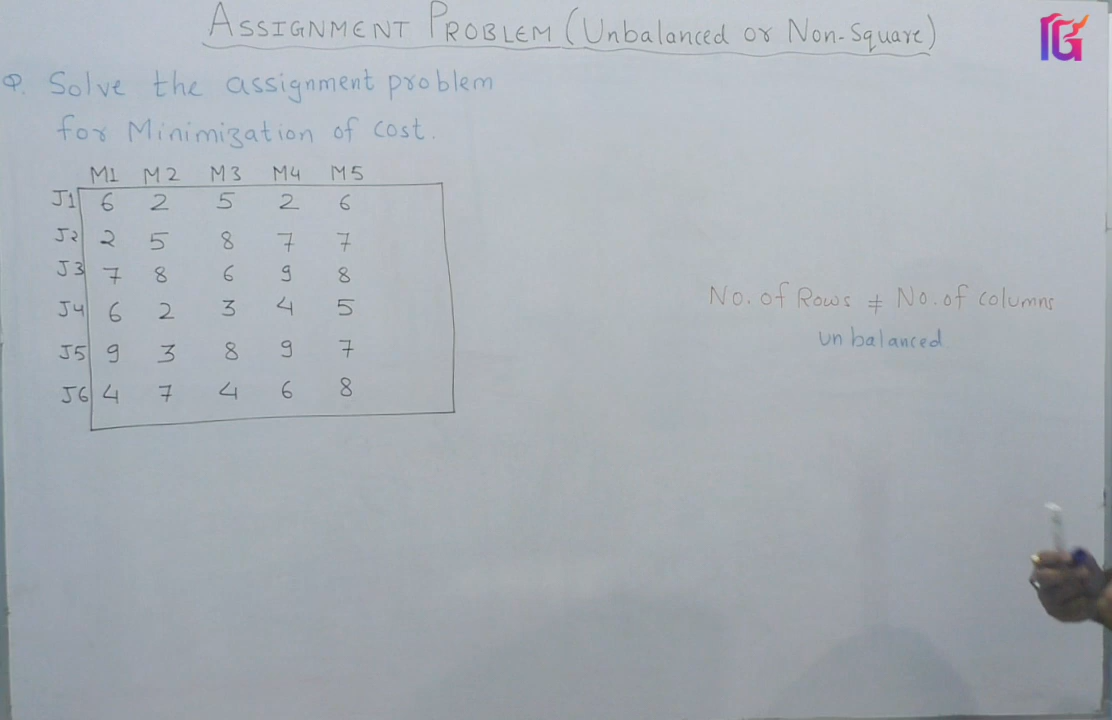 ASSIGNMENT PROBLEM (Unbalanced or Non-Square)
IG
Q. Solve the assignment problem
for Minimization of cost.
M1 M2 M3 M4 M5
J1 6 2 5 2 6
J2 2 5 8 7 7
J3 7 8 6 9 8
J4 6 2 3 4 5
J5 9 3 8 9 7
J6 4 7 4 6 8
No. of Rows ≠ No. of columns
unbalanced